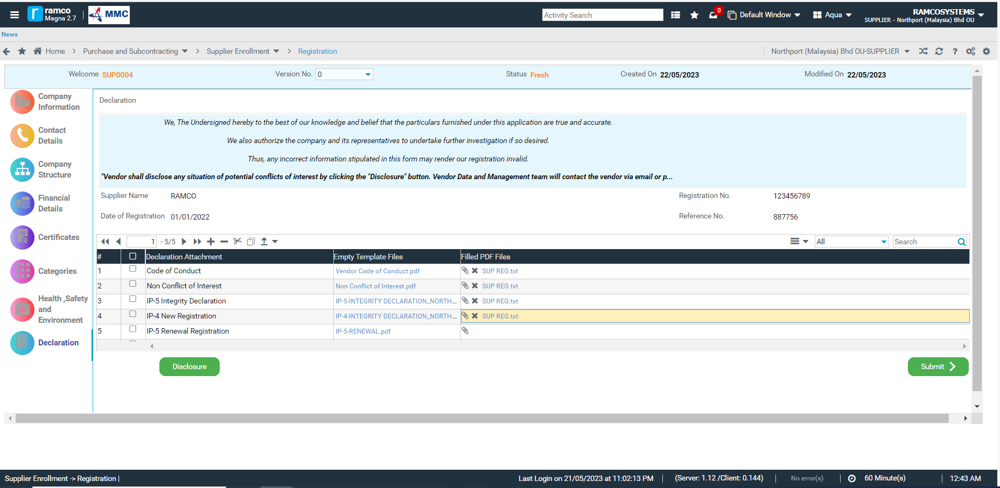 ramco
Magna 2.7
MMC
Activity Search
0
Default Window
Aqua
RAMCOSYSTEMS
SUPPLIER - Northport (Malaysia) Bhd OU
News
Home > Purchase and Subcontracting > Supplier Enrollment > Registration
Northport (Malaysia) Bhd OU-SUPPLIER
?
Welcome SUP0004
Version No. 0
Status Fresh
Created On 22/05/2023
Modified On 22/05/2023
Company
Information
Contact
Details
Company
Structure
Financial
Details
Certificates
Categories
Health ,Safety
and
Environment
Declaration
Declaration
We, The Undersigned hereby to the best of our knowledge and belief that the particulars furnished under this application are true and accurate.
We also authorize the company and its representatives to undertake further investigation if so desired.
Thus, any incorrect information stipulated in this form may render our registration invalid.
"Vendor shall disclose any situation of potential conflicts of interest by clicking the "Disclosure" button. Vendor Data and Management team will contact the vendor via email or p...
Supplier Name RAMCO
Registration No. 123456789
Date of Registration 01/01/2022
Reference No. 887756
1 - 5/5
All
Search
# Declaration Attachment Empty Template Files Filled PDF Files
1 Code of Conduct Vendor Code of Conduct.pdf SUP REG.txt
2 Non Conflict of Interest Non Conflict of Interest.pdf SUP REG.txt
3 IP-5 Integrity Declaration IP-5-INTEGRITY DECLARATION_NORTH... SUP REG.txt
4 IP-4 New Registration IP-4-INTEGRITY DECLARATION_NORTH... SUP REG.txt
5 IP-5 Renewal Registration IP-5-RENEWAL.pdf
Disclosure
Submit
Supplier Enrollment -> Registration |
Last Login on 21/05/2023 at 11:02:13 PM | (Server: 1.12 /Client: 0.144) | No error(s) | 60 Minute(s) | 12:43 AM